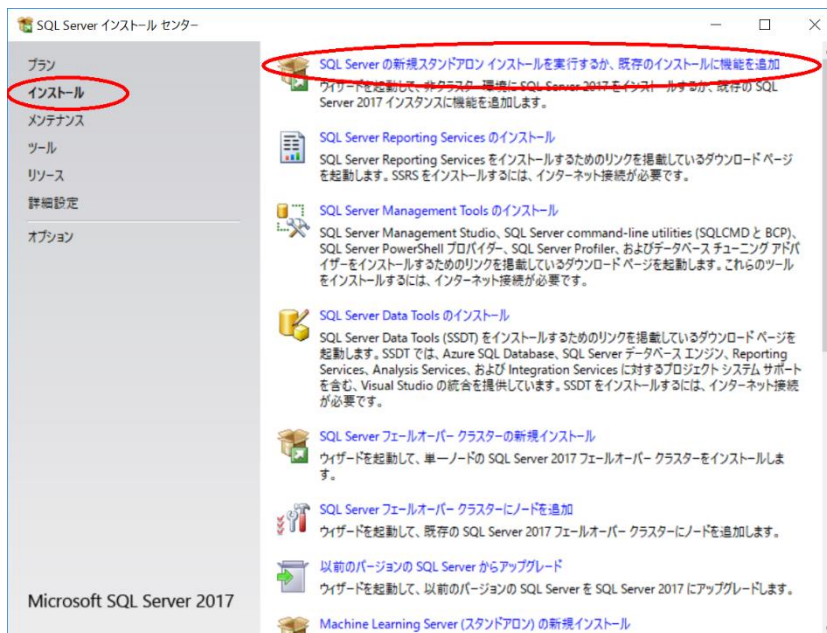 SQL Server インストール センター
プラン
インストール
メンテナンス
ツール
リソース
詳細設定
オプション
Microsoft SQL Server 2017
SQL Server の新規スタンドアロン インストールを実行するか、既存のインストールに機能を追加
ウィザードを起動して、非クラスター環境に SQL Server 2017 をインストールするか、既存の SQL
Server 2017 インスタンスに機能を追加します。
SQL Server Reporting Services のインストール
SQL Server Reporting Services をインストールするためのリンクを掲載しているダウンロード ページ
を起動します。SSRS をインストールするには、インターネット接続が必要です。
SQL Server Management Tools のインストール
SQL Server Management Studio、SQL Server command-line utilities (SQLCMD と BCP)、
SQL Server PowerShell プロバイダー、SQL Server Profiler、およびデータベース チューニング アドバ
イザーをインストールするためのリンクを掲載しているダウンロード ページを起動します。これらのツール
をインストールするには、インターネット接続が必要です。
SQL Server Data Tools のインストール
SQL Server Data Tools (SSDT) をインストールするためのリンクを掲載しているダウンロード ページを
起動します。SSDT では、Azure SQL Database、SQL Server データベース エンジン、Reporting
Services、Analysis Services、および Integration Services に対するプロジェクト システム サポート
を含む、Visual Studio の統合を提供しています。SSDT をインストールするには、インターネット接続
が必要です。
SQL Server フェールオーバー クラスターの新規インストール
ウィザードを起動して、単一ノードの SQL Server 2017 フェールオーバー クラスターをインストールしま
す。
SQL Server フェールオーバー クラスターにノードを追加
ウィザードを起動して、既存の SQL Server 2017 フェールオーバー クラスターにノードを追加します。
以前のバージョンの SQL Server からアップグレード
ウィザードを起動して、以前のバージョンの SQL Server を SQL Server 2017 にアップグレードします。
Machine Learning Server (スタンドアロン) の新規インストール